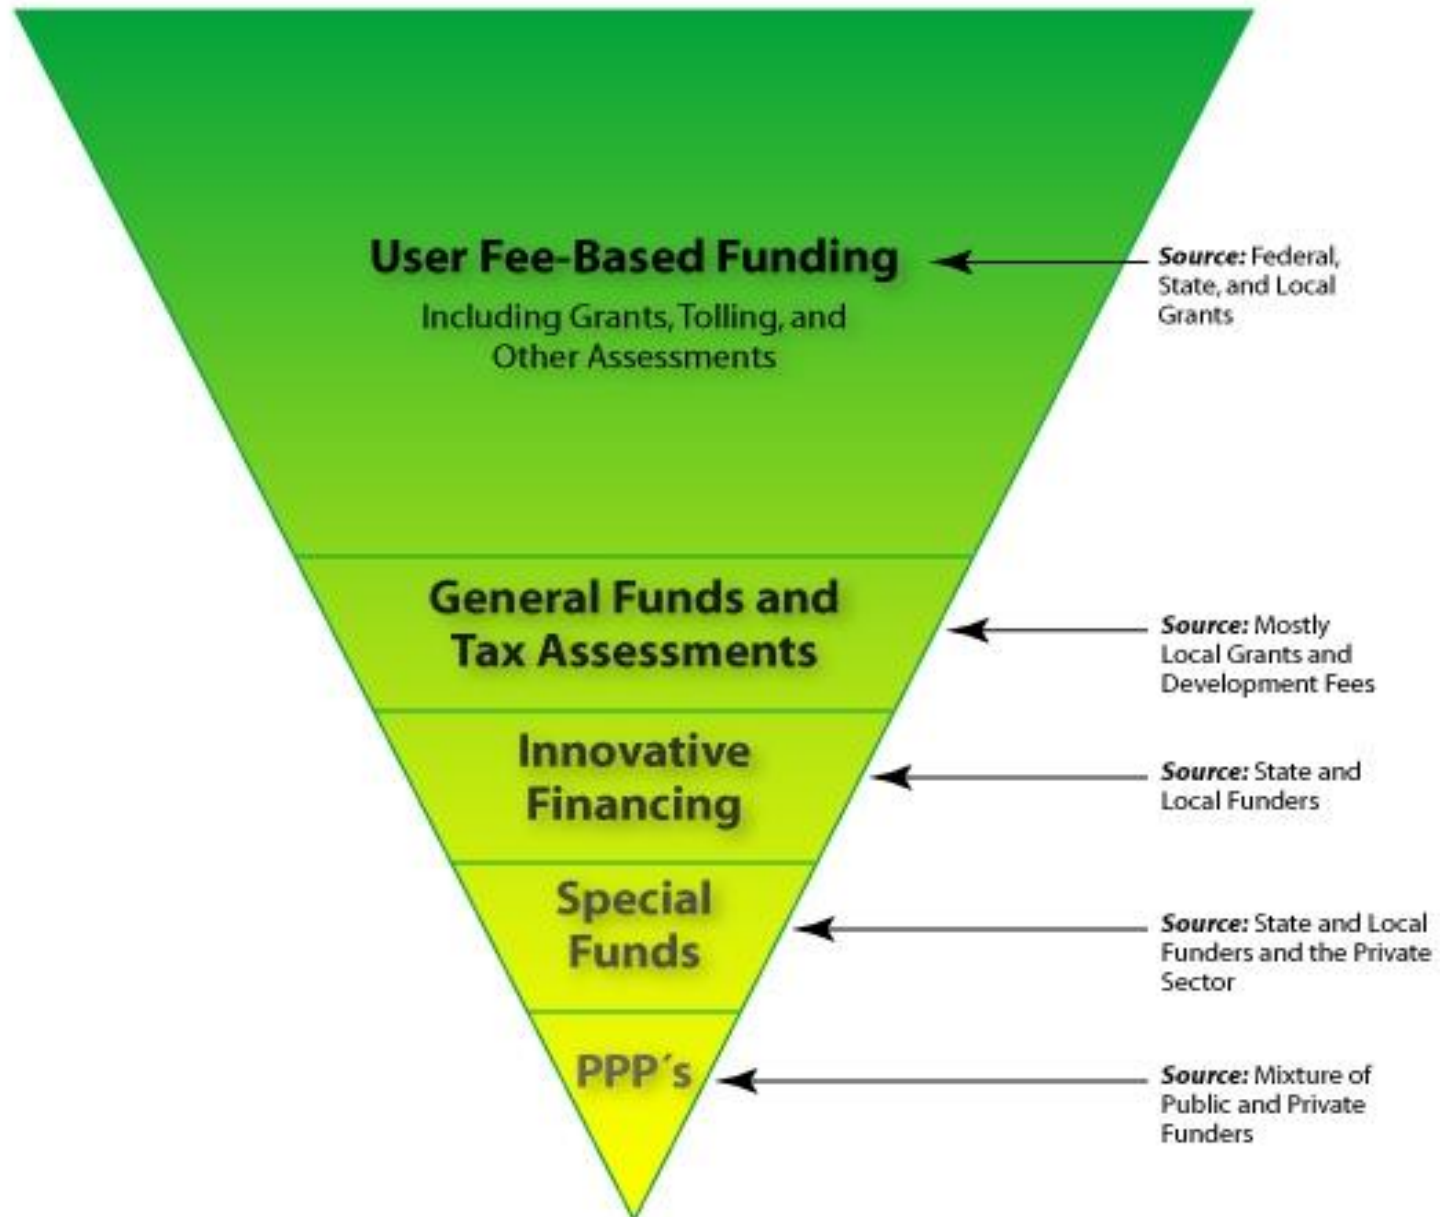 User Fee-Based Funding
Including Grants, Tolling, and
Other Assessments
Source: Federal,
State, and Local
Grants
General Funds and
Tax Assessments
Source: Mostly
Local Grants and
Development Fees
Innovative
Financing
Source: State and
Local Funders
Special
Funds
Source: State and Local
Funders and the Private
Sector
PPP´s
Source: Mixture of
Public and Private
Funders